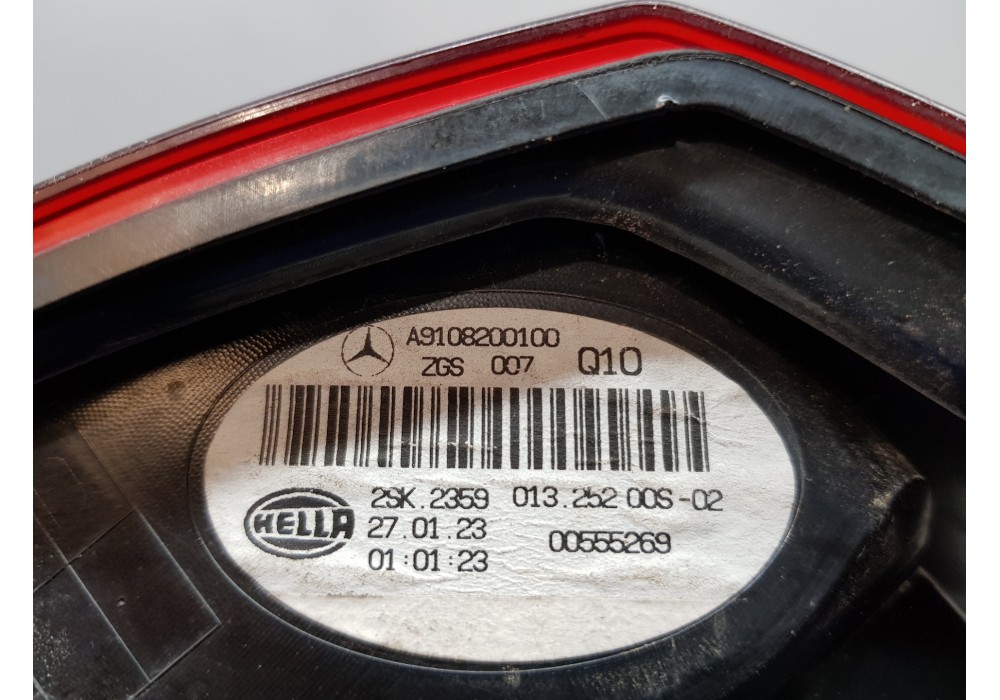 A9108200100
ZGS 007 Q10
HELLA
2SK.2359 013.252 00S-02
27.01.23 00555269
01:01:23